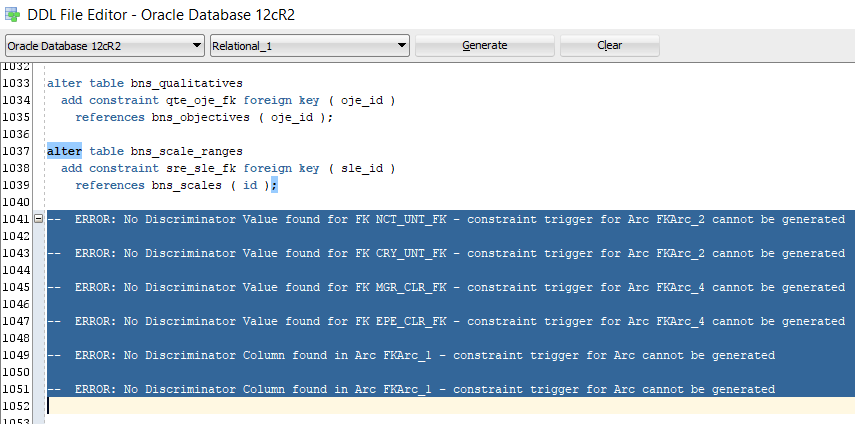 DDL File Editor - Oracle Database 12cR2
Oracle Database 12cR2 Relational_1 Generate Clear
1032
1033 alter table bns_qualitatives
1034 add constraint qte_oje_fk foreign key ( oje_id )
1035 references bns_objectives ( oje_id );
1036
1037 alter table bns_scale_ranges
1038 add constraint sre_sle_fk foreign key ( sle_id )
1039 references bns_scales ( id );
1040
1041 -- ERROR: No Discriminator Value found for FK NCT_UNT_FK - constraint trigger for Arc FKArc_2 cannot be generated
1042
1043 -- ERROR: No Discriminator Value found for FK CRY_UNT_FK - constraint trigger for Arc FKArc_2 cannot be generated
1044
1045 -- ERROR: No Discriminator Value found for FK MGR_CLR_FK - constraint trigger for Arc FKArc_4 cannot be generated
1046
1047 -- ERROR: No Discriminator Value found for FK EPE_CLR_FK - constraint trigger for Arc FKArc_4 cannot be generated
1048
1049 -- ERROR: No Discriminator Column found in Arc FKArc_1 - constraint trigger for Arc cannot be generated
1050
1051 -- ERROR: No Discriminator Column found in Arc FKArc_1 - constraint trigger for Arc cannot be generated
1052
1053